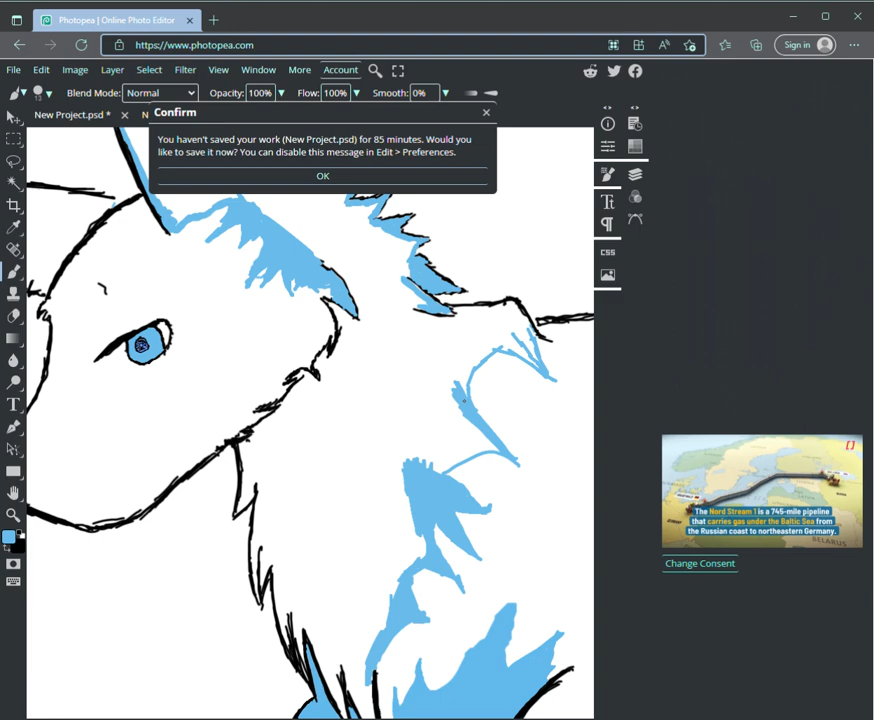 Photopea | Online Photo Editor
https://www.photopea.com
Sign in
File Edit Image Layer Select Filter View Window More Account
Blend Mode: Normal Opacity: 100% Flow: 100% Smooth: 0%
13
New Project.psd * N
Confirm
You haven't saved your work (New Project.psd) for 85 minutes. Would you
like to save it now? You can disable this message in Edit > Preferences.
OK
CSS
The Nord Stream 1 is a 745-mile pipeline
that carries gas under the Baltic Sea from
the Russian coast to northeastern Germany.
BELARUS
Change Consent